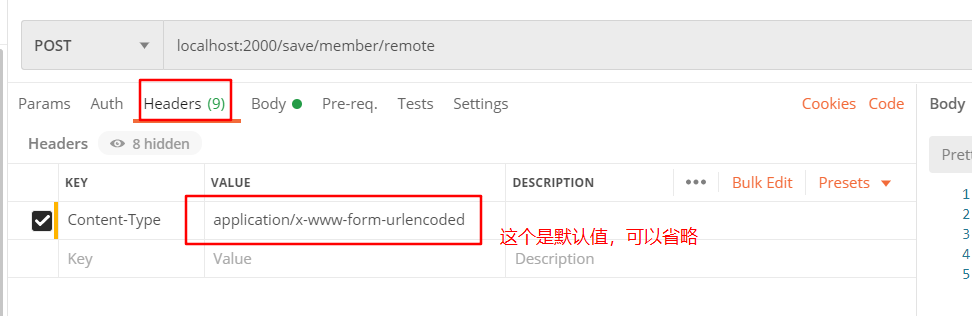 POST
localhost:2000/save/member/remote
Params Auth Headers (9) Body Pre-req. Tests Settings Cookies Code Body
Headers 8 hidden
Prett
KEY VALUE DESCRIPTION ••• Bulk Edit Presets
Content-Type application/x-www-form-urlencoded
这个是默认值，可以省略
Key Value Description
1
2
3
4
5